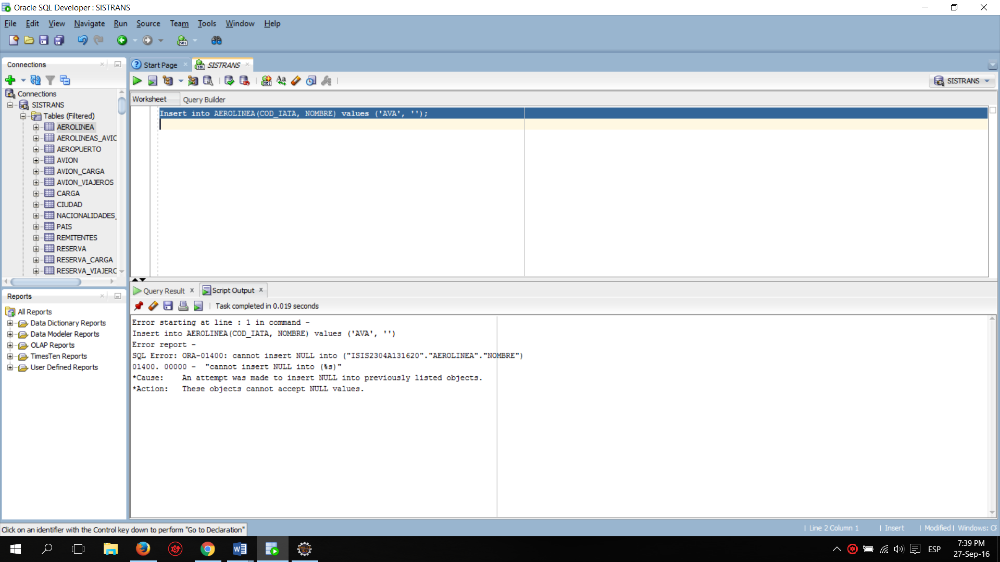 Oracle SQL Developer : SISTRANS
File Edit View Navigate Run Source Team Tools Window Help
Connections
Start Page
SISTRANS
SISTRANS
Worksheet
Query Builder
Connections
SISTRANS
Tables (Filtered)
AEROLINEA
AEROLINEAS_AVIC
AEROPUERTO
AVION
AVION_CARGA
AVION_VIAJEROS
CARGA
CIUDAD
NACIONALIDADES_
PAIS
REMITENTES
RESERVA
RESERVA_CARGA
RESERVA_VIAJERC
Insert into AEROLINEA(COD_IATA, NOMBRE) values ('AVA', '');
Reports
All Reports
Data Dictionary Reports
Data Modeler Reports
OLAP Reports
TimesTen Reports
User Defined Reports
Query Result
Script Output
Task completed in 0.019 seconds
Error starting at line : 1 in command -
Insert into AEROLINEA(COD_IATA, NOMBRE) values ('AVA', '')
Error report -
SQL Error: ORA-01400: cannot insert NULL into ("ISIS2304A131620"."AEROLINEA"."NOMBRE")
01400. 00000 - "cannot insert NULL into (%s)"
*Cause: An attempt was made to insert NULL into previously listed objects.
*Action: These objects cannot accept NULL values.
Click on an identifier with the Control key down to perform "Go to Declaration"
| Line 2 Column 1 | Insert | Modified | Windows: CF
ESP
7:39 PM
27-Sep-16